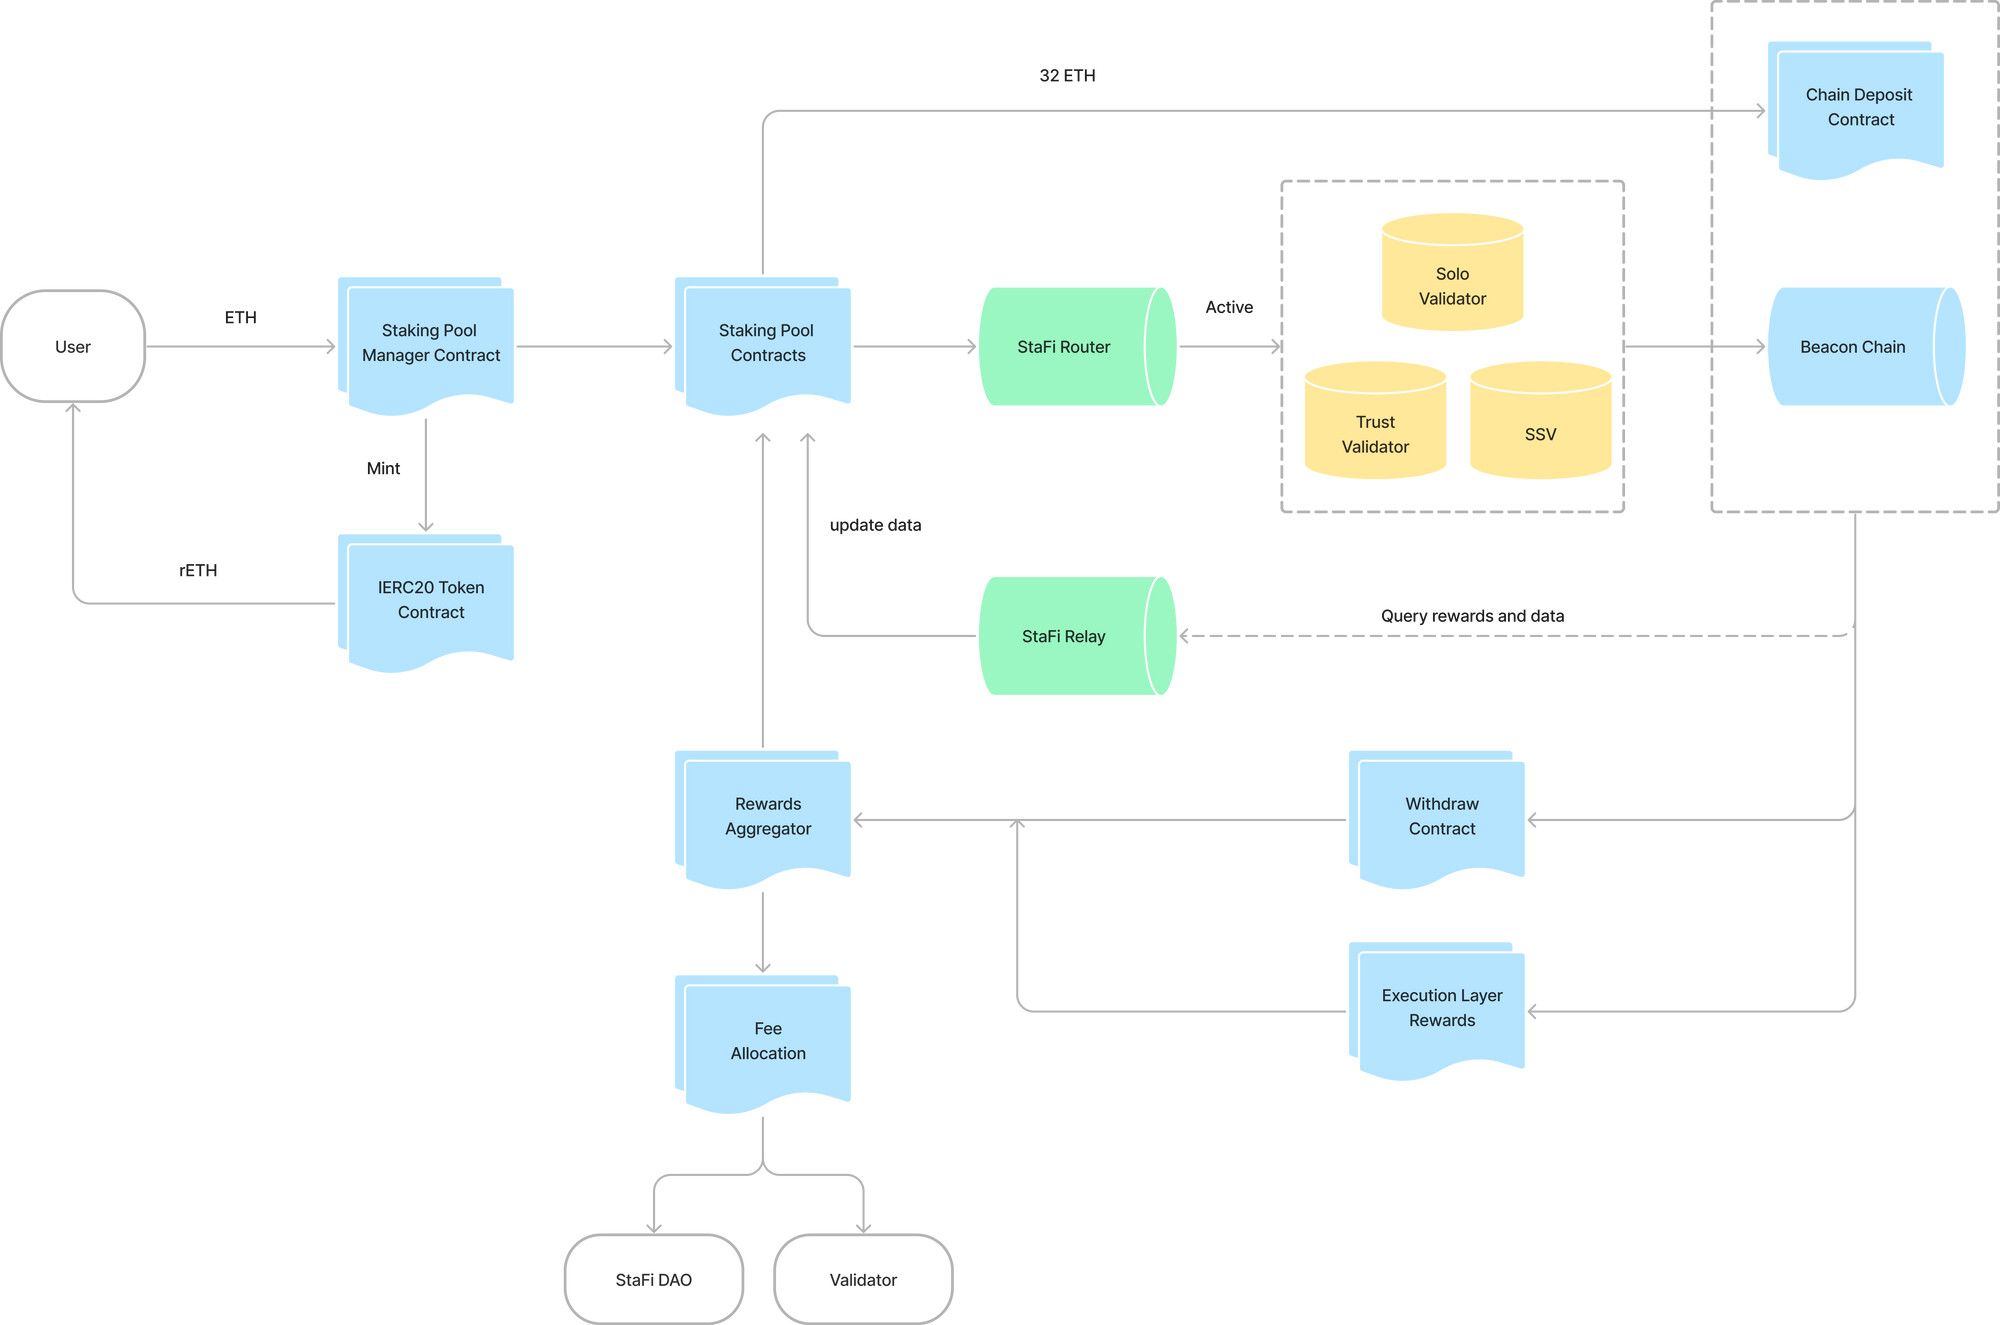 32 ETH
Chain Deposit
Contract
Solo
Validator
Active
ETH
User
Staking Pool
Manager Contract
Staking Pool
Contracts
StaFi Router
Beacon Chain
Trust
Validator
SSV
Mint
update data
rETH
IERC20 Token
Contract
StaFi Relay
Query rewards and data
Rewards
Aggregator
Withdraw
Contract
Execution Layer
Rewards
Fee
Allocation
StaFi DAO
Validator